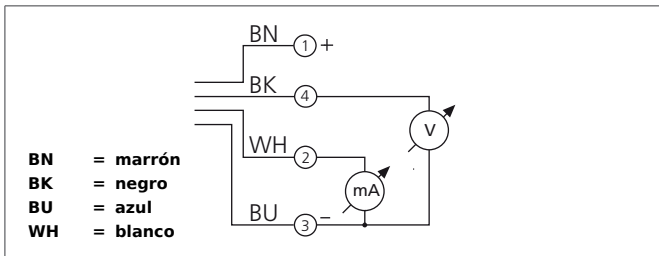 BN 1 +
BK 4
V
WH 2
mA
BU 3 –
BN = marrón
BK = negro
BU = azul
WH = blanco